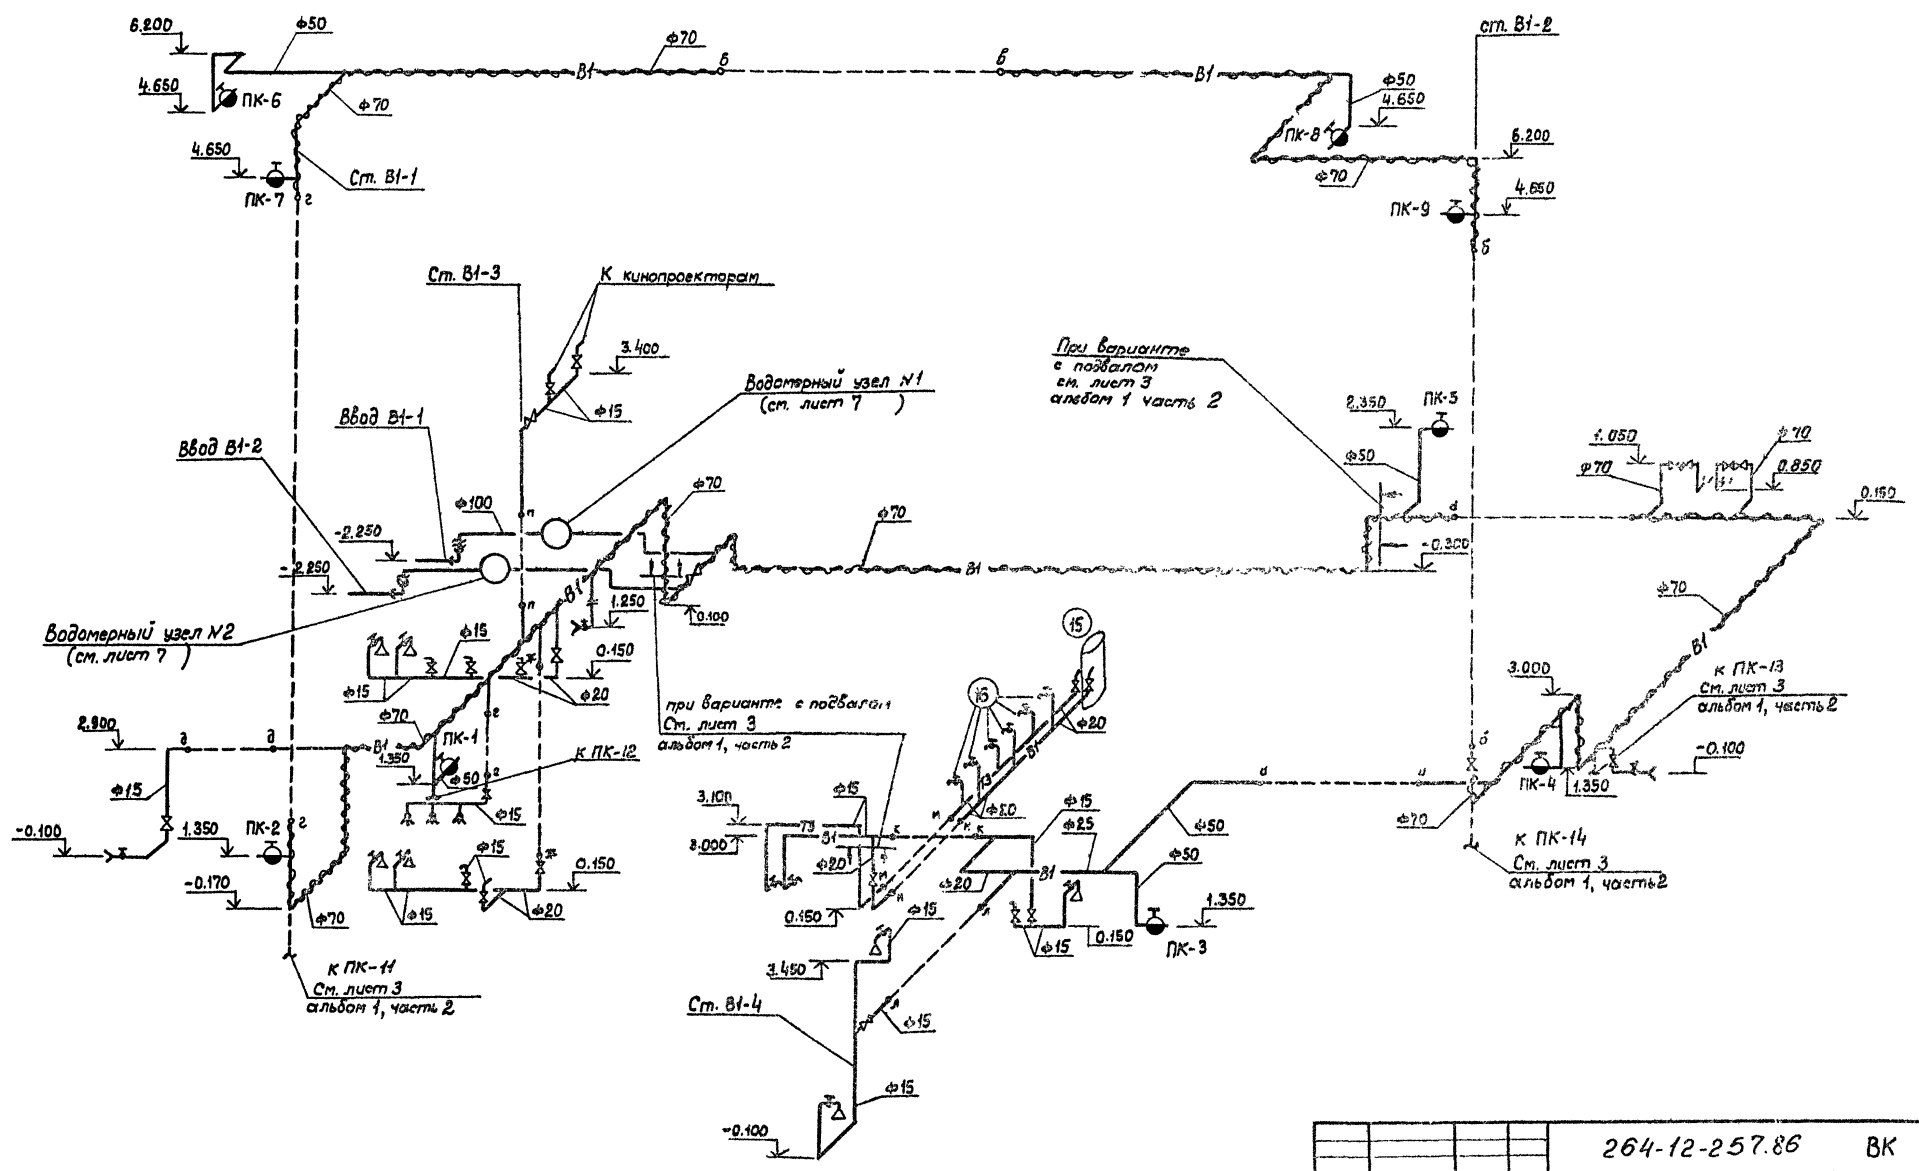 6.200
ф50
ф70
б
в
ст. В1-2
В1
В1
4.650
ПК-6
ф70
ф50
4.650
ПК-8
6.200
4.650
Ст. В1-1
ПК-7
г
ф70
4.650
ПК-9
б
Ст. В1-3
К кинопроекторам
3.400
ф15
Водомерный узел №1
(см. лист 7 )
При варианте
с подвалом
см. лист 3
альбом 1 часть 2
2.350
ПК-5
ф50
1.050
ф70
ф70
0.850
0.150
Ввод В1-1
Ввод В1-2
ф100
ф70
ф70
-2.250
-2.250
п
п
В1
В1
-0.300
а
0.100
1.250
ф70
В1
Водомерный узел №2
(см. лист 7 )
ф15
0.150
ф15
ф20
ж
15
16
ф20
3.000
к ПК-13
См. лист 3
альбом 1, часть 2
при варианте с подвалом
См. лист 3
альбом 1, часть 2
2.900
д
д
В1
ф70
ПК-1
1.350
ф50
к ПК-12
г
г
ф15
ф15
-0.100
ПК-2
1.350
г
-0.170
ф70
ф15
ф15
ж
0.150
ф20
3.100
Т3
3.000
В1
ф15
ф20
к
к
м
к
м
н
Т3
В1
ф20
ф15
ф25
0.150
ф20
В1
ф50
ф50
и
и
б
ПК-4
1.350
-0.100
ф70
к ПК-14
См. лист 3
альбом 1, часть 2
1.350
ПК-3
0.150
ф15
л
ф15
3.450
Ст. В1-4
л
ф15
ф15
-0.100
к ПК-11
См. лист 3
альбом 1, часть 2
264-12-257.86 ВК